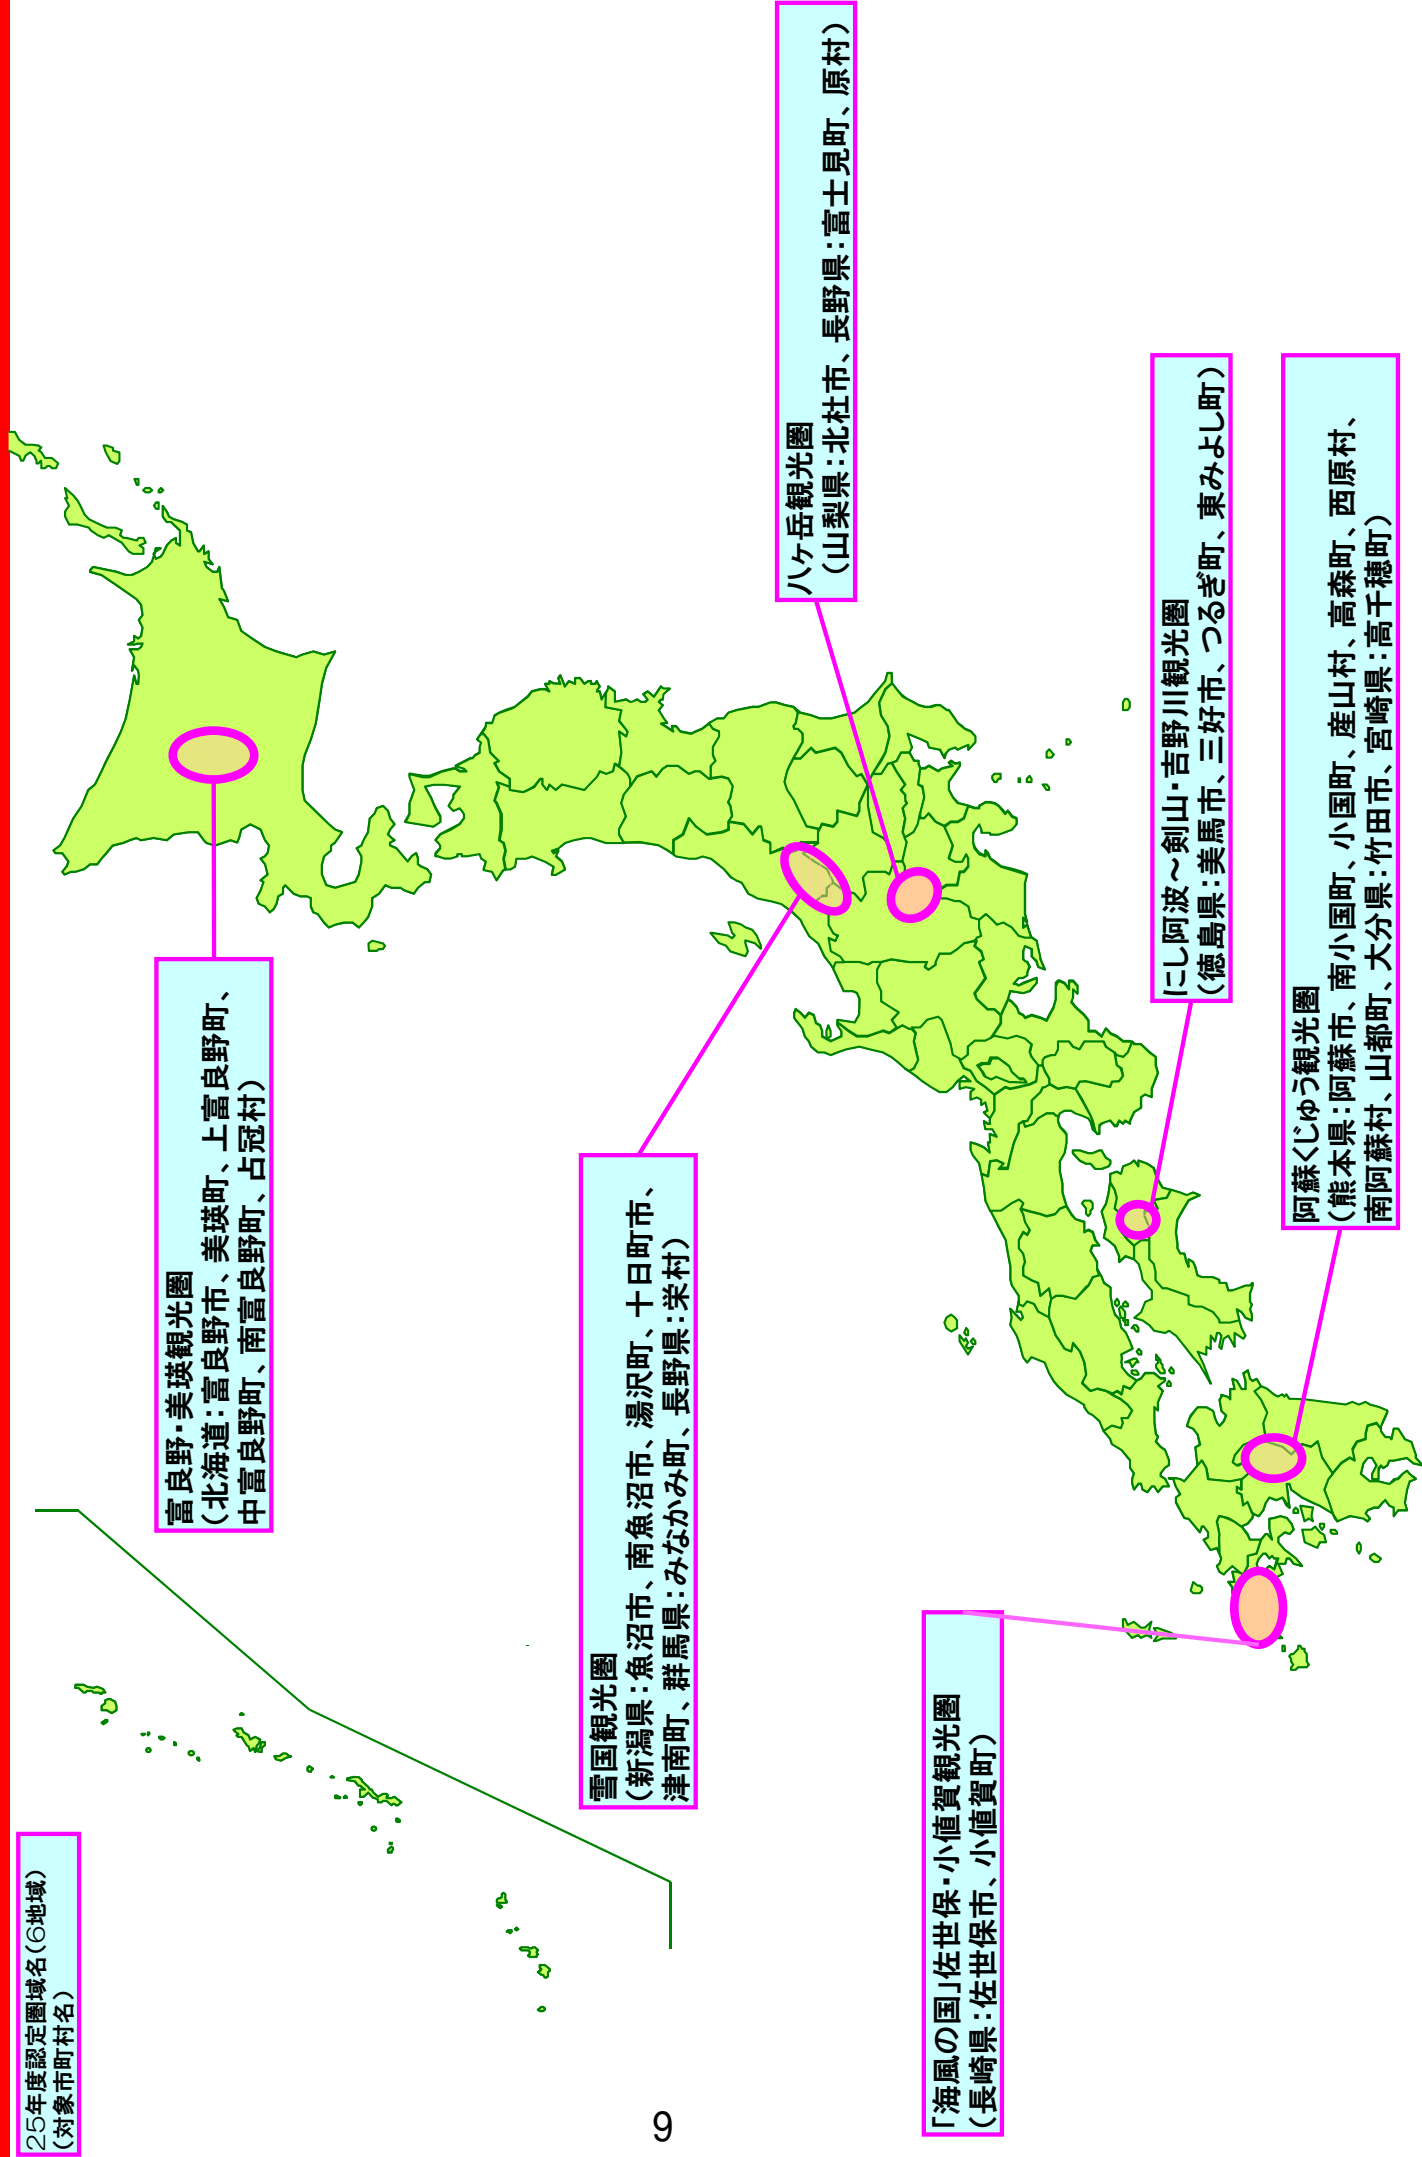 25年度認定圏域名(6地域)
(対象市町村名)
富良野・美瑛観光圏
(北海道:富良野市、美瑛町、上富良野町、
中富良野町、南富良野町、占冠村)
雪国観光圏
(新潟県:魚沼市、南魚沼市、湯沢町、十日町市、
津南町、群馬県:みなかみ町、長野県:栄村)
八ヶ岳観光圏
(山梨県:北杜市、長野県:富士見町、原村)
「海風の国」佐世保・小値賀観光圏
(長崎県:佐世保市、小値賀町)
にし阿波~剣山・吉野川観光圏
(徳島県:美馬市、三好市、つるぎ町、東みよし町)
阿蘇くじゅう観光圏
(熊本県:阿蘇市、南小国町、小国町、産山村、高森町、西原村、
南阿蘇村、山都町、大分県:竹田市、宮崎県:高千穂町)
9